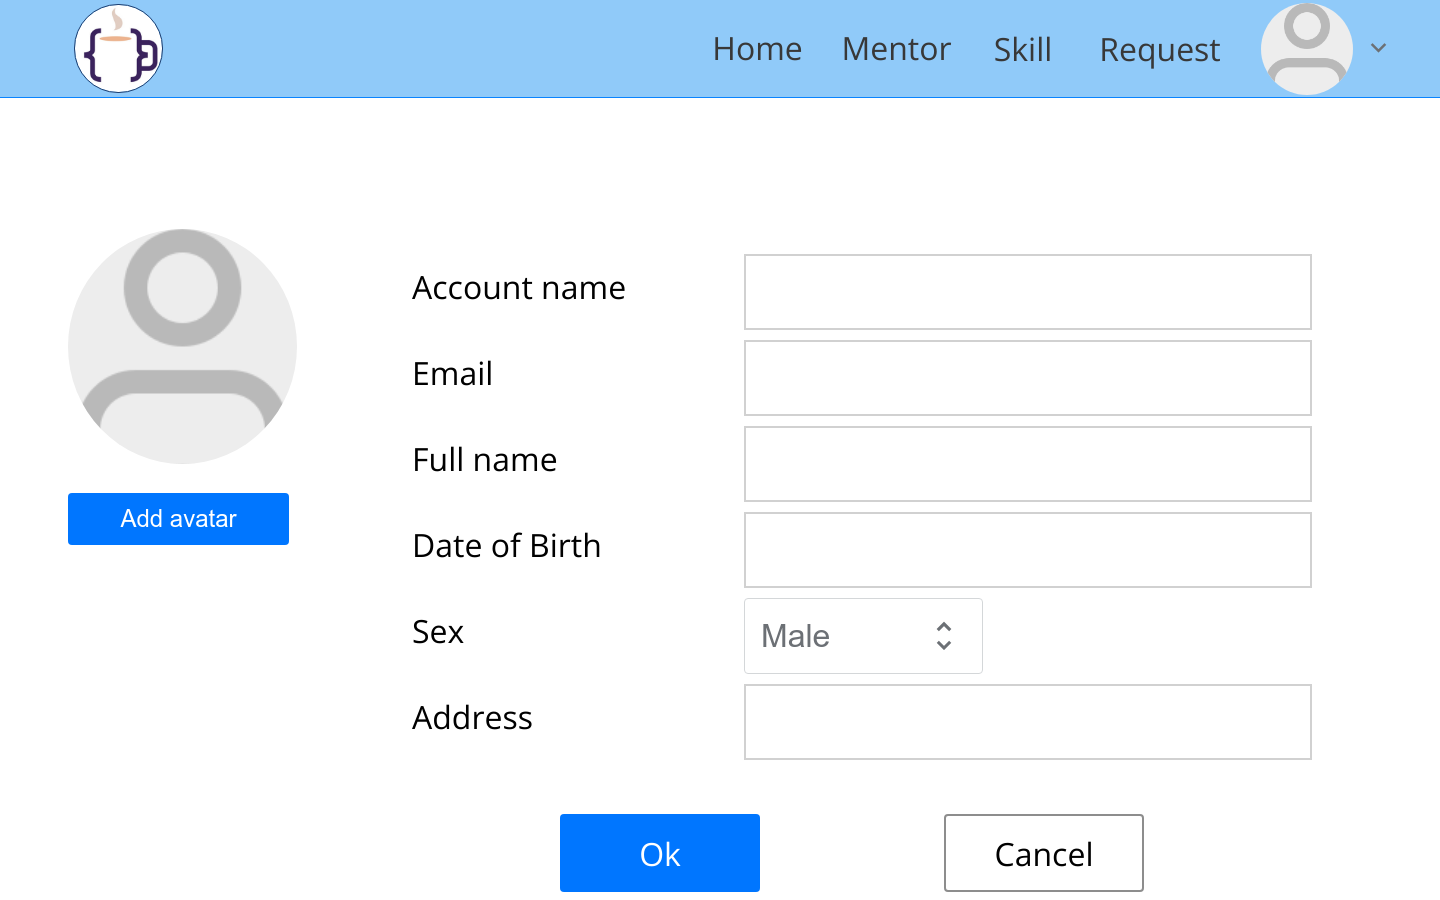 Home Mentor Skill Request
Account name
Email
Full name
Add avatar
Date of Birth
Sex
Male
Address
Ok
Cancel